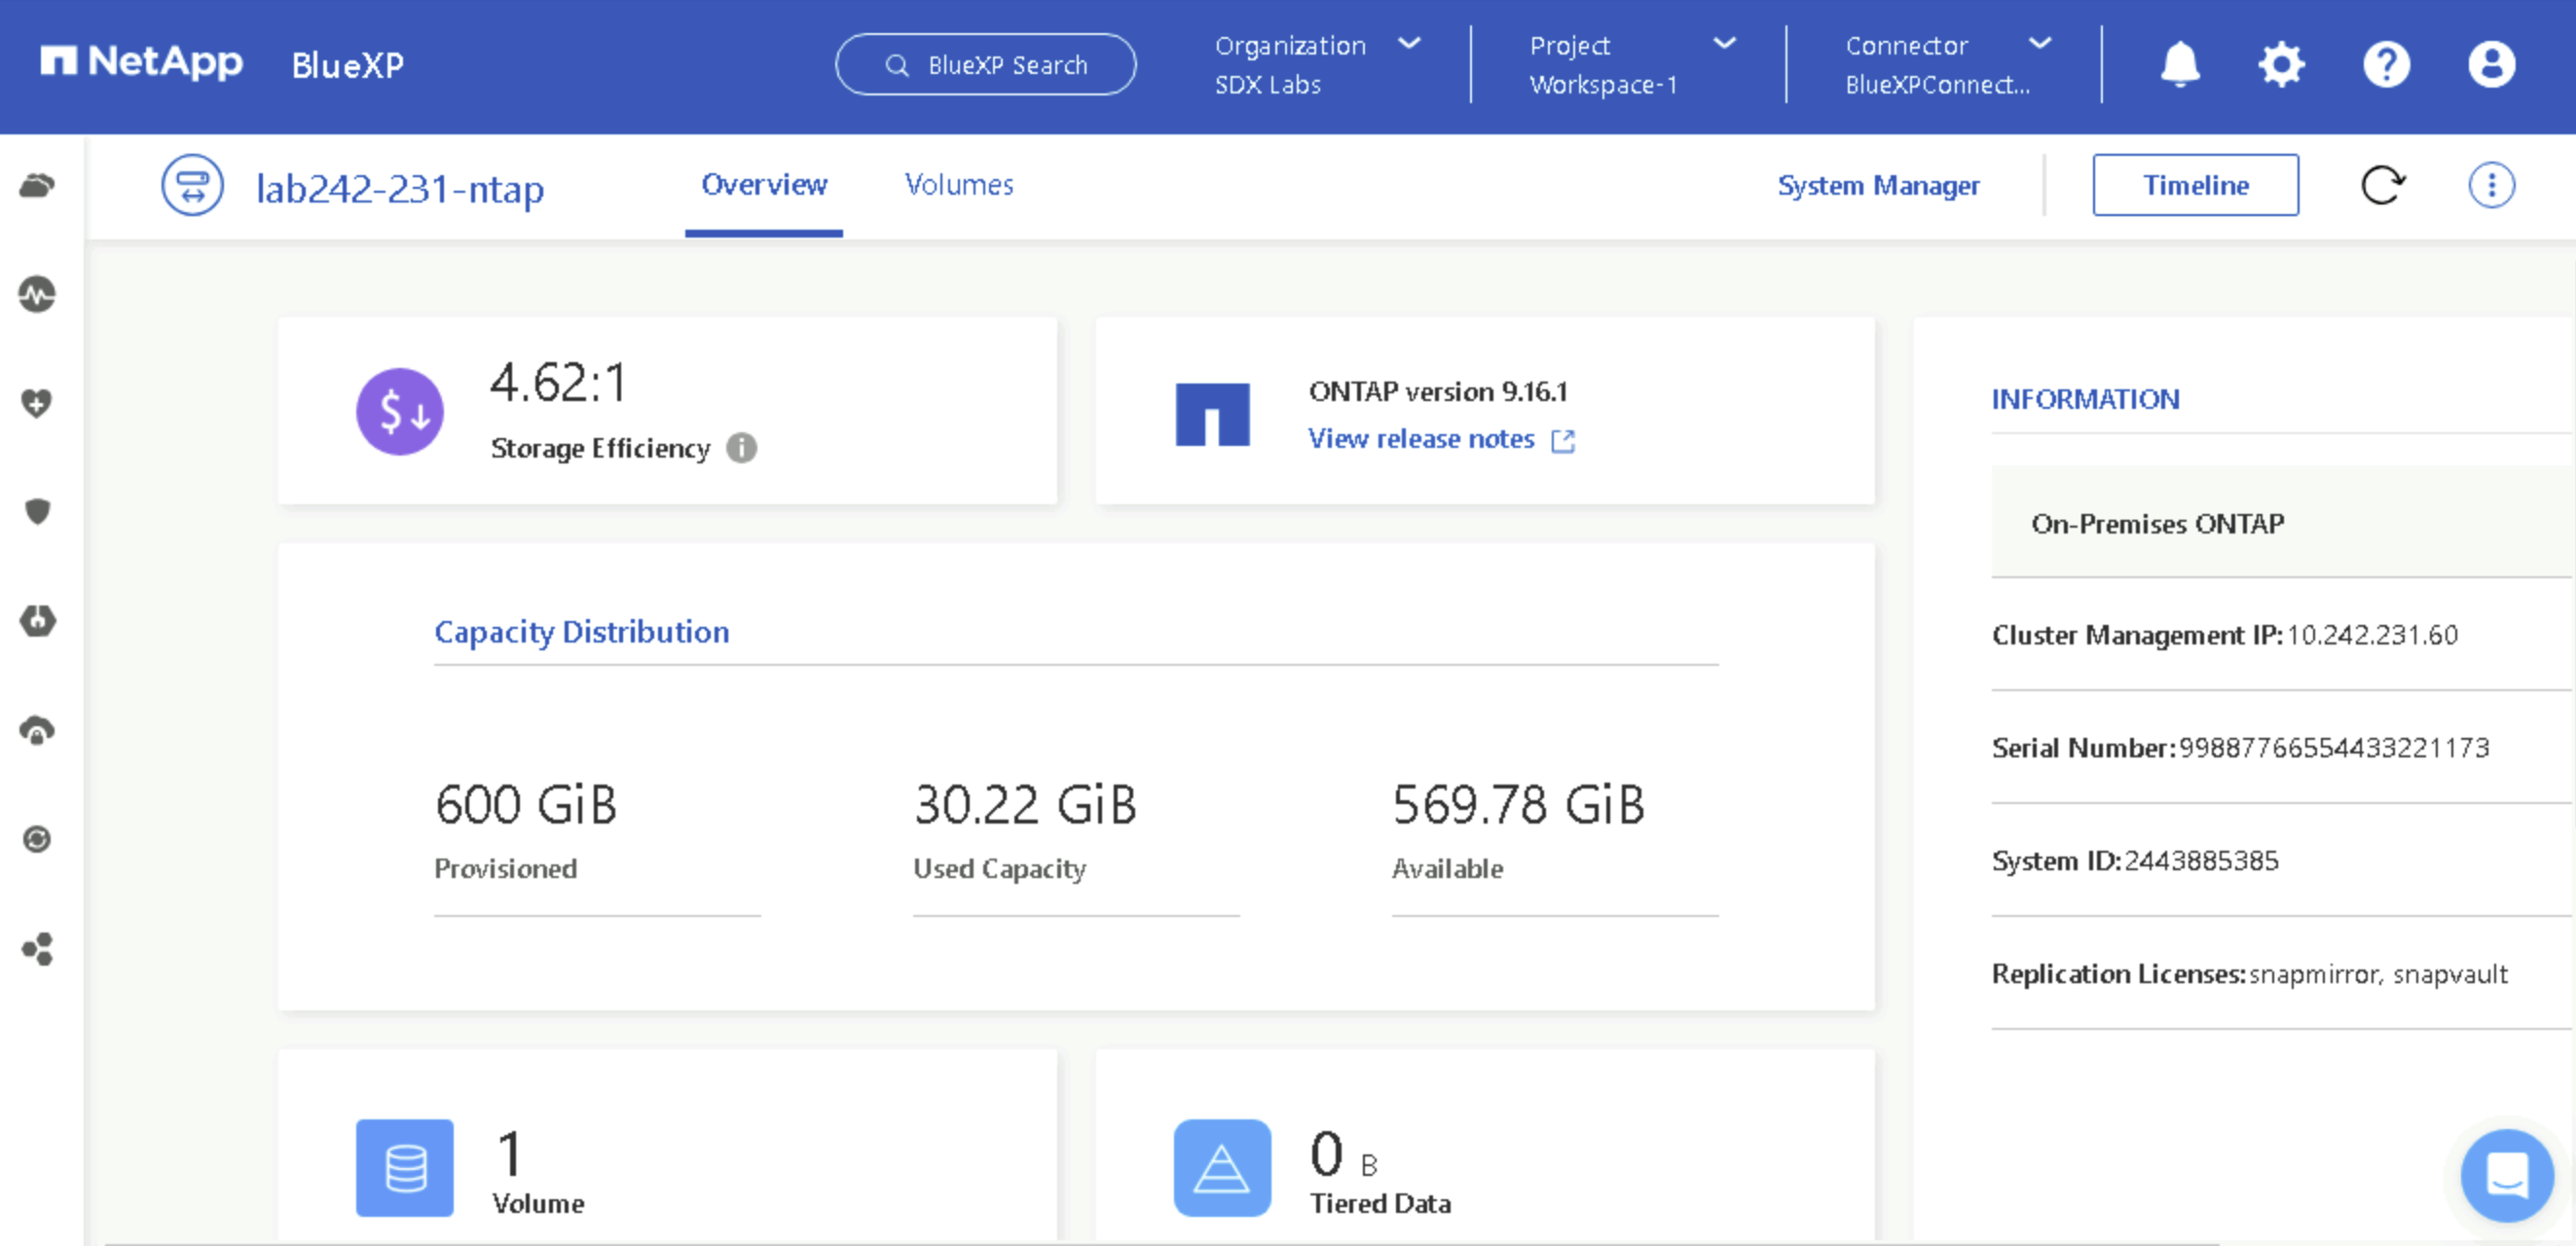 NetApp BlueXP
BlueXP Search
Organization
SDX Labs
Project
Workspace-1
Connector
BlueXPConnect...
lab242-231-ntap
Overview
Volumes
System Manager
Timeline
4.62:1
Storage Efficiency
ONTAP version 9.16.1
View release notes
Capacity Distribution
600 GiB
Provisioned
30.22 GiB
Used Capacity
569.78 GiB
Available
1
Volume
0 B
Tiered Data
INFORMATION
On-Premises ONTAP
Cluster Management IP:10.242.231.60
Serial Number:99887766554433221173
System ID:2443885385
Replication Licenses:snapmirror, snapvault